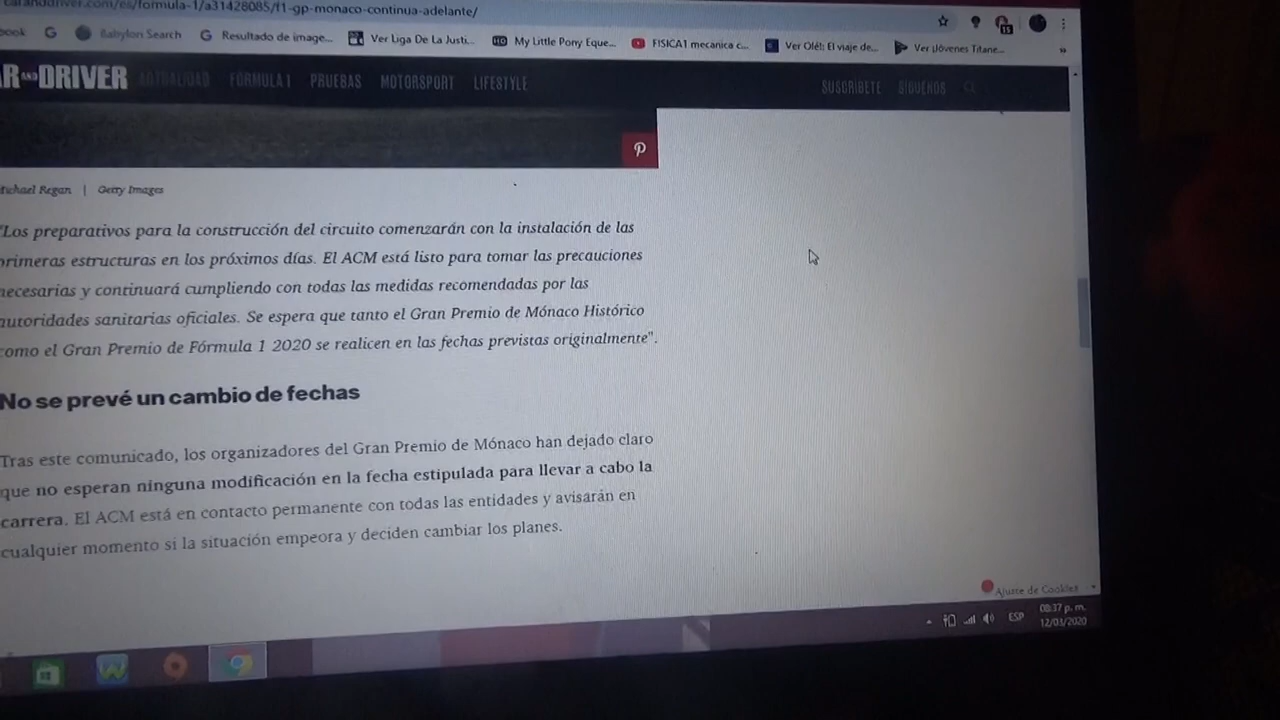 caranddriver.com/es/formula-1/a31428085/f1-gp-monaco-continua-adelante/
15
book Babylon Search Resultado de image... Ver Liga De La Justi... My Little Pony Eque... FISICA1 mecanica c... Ver Olé!: El viaje de... Ver Jóvenes Titane... »
AR AND DRIVER ACTUALIDAD FÓRMULA 1 PRUEBAS MOTORSPORT LIFESTYLE SUSCRÍBETE SÍGUENOS
Michael Regan | Getty Images
"Los preparativos para la construcción del circuito comenzarán con la instalación de las
primeras estructuras en los próximos días. El ACM está listo para tomar las precauciones
necesarias y continuará cumpliendo con todas las medidas recomendadas por las
autoridades sanitarias oficiales. Se espera que tanto el Gran Premio de Mónaco Histórico
como el Gran Premio de Fórmula 1 2020 se realicen en las fechas previstas originalmente".
No se prevé un cambio de fechas
Tras este comunicado, los organizadores del Gran Premio de Mónaco han dejado claro
que no esperan ninguna modificación en la fecha estipulada para llevar a cabo la
carrera. El ACM está en contacto permanente con todas las entidades y avisarán en
cualquier momento si la situación empeora y deciden cambiar los planes.
Ajuste de Cookies
ESP
08:37 p. m.
12/03/2020